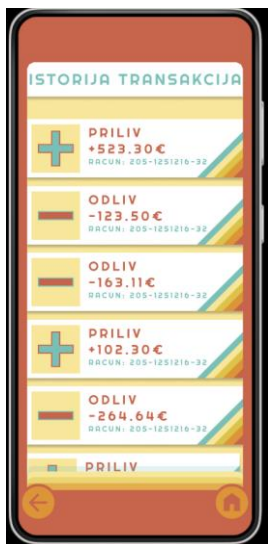 ISTORIJA TRANSAKCIJA
PRILIV
+523.30€
RACUN: 205-1251216-32
ODLIV
-123.50€
RACUN: 205-1251216-32
ODLIV
-163.11€
RACUN: 205-1251216-32
PRILIV
+102.30€
RACUN: 205-1251216-32
ODLIV
-264.64€
RACUN: 205-1251216-32
PRILIV